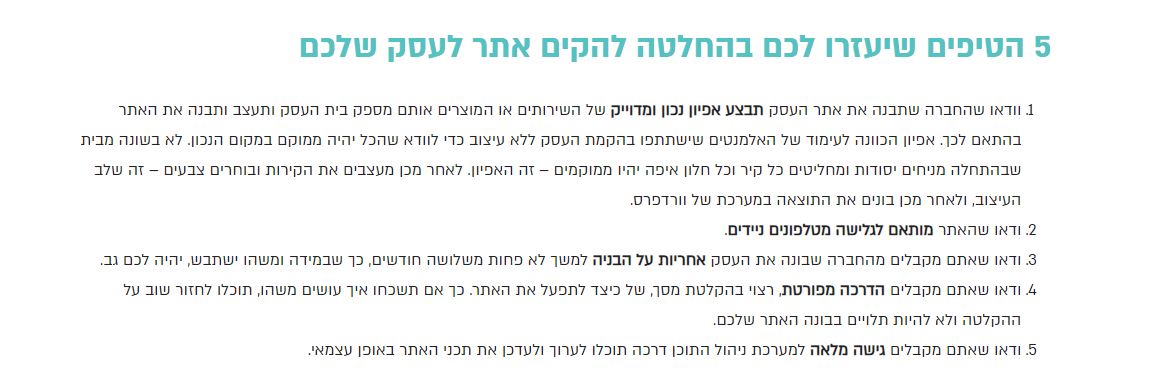 5 הטיפים שיעזרו לכם בהחלטה להקים אתר לעסק שלכם
1. וודאו שהחברה שתבנה את אתר העסק תבצע אפיון נכון ומדוייק של השירותים או המוצרים אותם מספק בית העסק ותעצב ותבנה את האתר
בהתאם לכך. אפיון הכוונה לעימוד של האלמנטים שישתתפו בהקמת העסק ללא עיצוב כדי לוודא שהכל יהיה ממוקם במקום הנכון. לא בשונה מבית
שבהתחלה מניחים יסודות ומחליטים כל קיר וכל חלון איפה יהיו ממוקמים – זה האפיון. לאחר מכן מעצבים את הקירות ובוחרים צבעים – זה שלב
העיצוב, ולאחר מכן בונים את התוצאה במערכת של וורדפרס.
2. ודאו שהאתר מותאם לגלישה מטלפונים ניידים.
3. ודאו שאתם מקבלים מהחברה שבונה את העסק אחריות על הבניה למשך לא פחות משלושה חודשים, כך שבמידה ומשהו ישתבש, יהיה לכם גב.
4. ודאו שאתם מקבלים הדרכה מפורטת, רצוי בהקלטת מסך, של כיצד לתפעל את האתר. כך אם תשכחו איך עושים משהו, תוכלו לחזור שוב על
ההקלטה ולא להיות תלויים בבונה האתר שלכם.
5. ודאו שאתם מקבלים גישה מלאה למערכת ניהול התוכן דרכה תוכלו לערוך ולעדכן את תכני האתר באופן עצמאי.